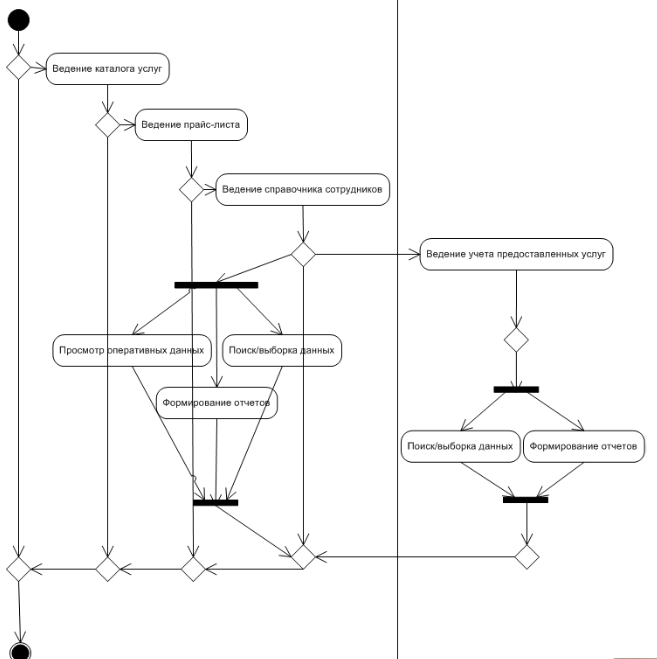 Ведение каталога услуг
Ведение прайс-листа
Ведение справочника сотрудников
Ведение учета предоставленных услуг
Просмотр оперативных данных
Поиск/выборка данных
Формирование отчетов
Поиск/выборка данных
Формирование отчетов